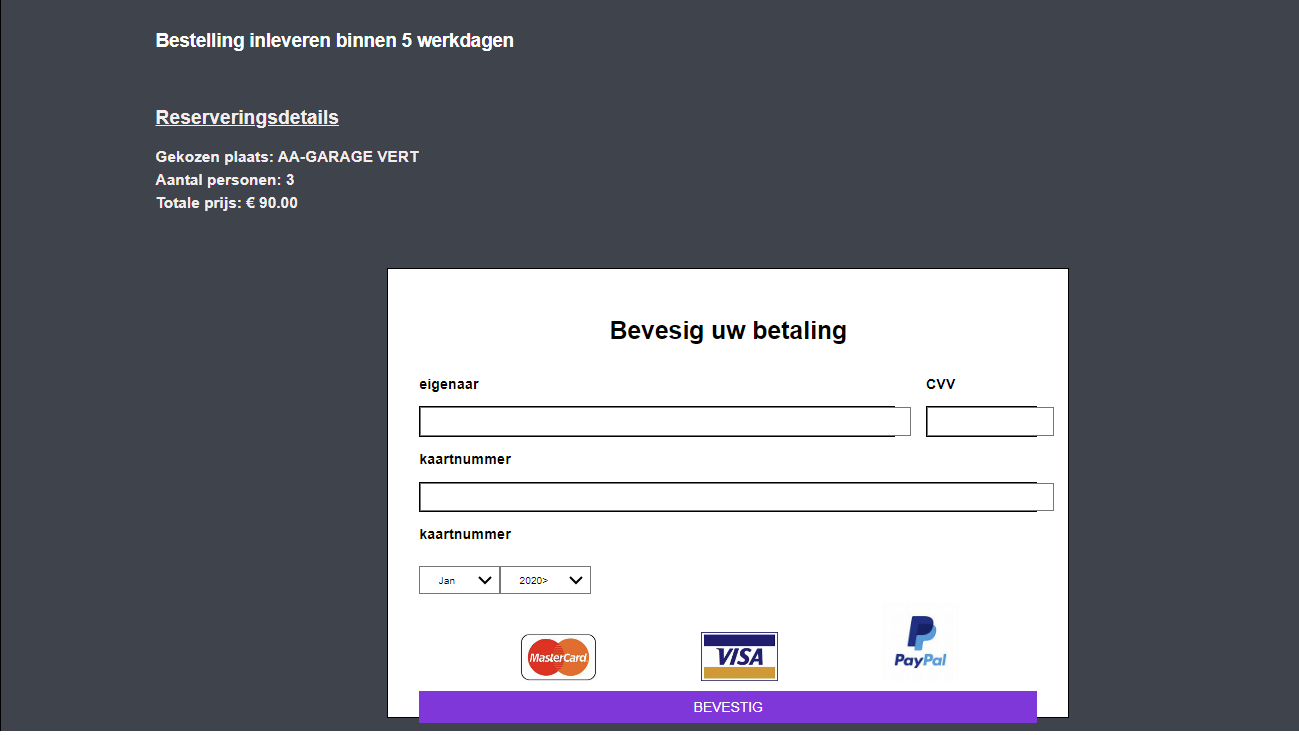 Bestelling inleveren binnen 5 werkdagen
Reserveringsdetails
Gekozen plaats: AA-GARAGE VERT
Aantal personen: 3
Totale prijs: € 90.00
Bevesig uw betaling
eigenaar CVV
kaartnummer
kaartnummer
Jan 2020>
MasterCard VISA PayPal
BEVESTIG